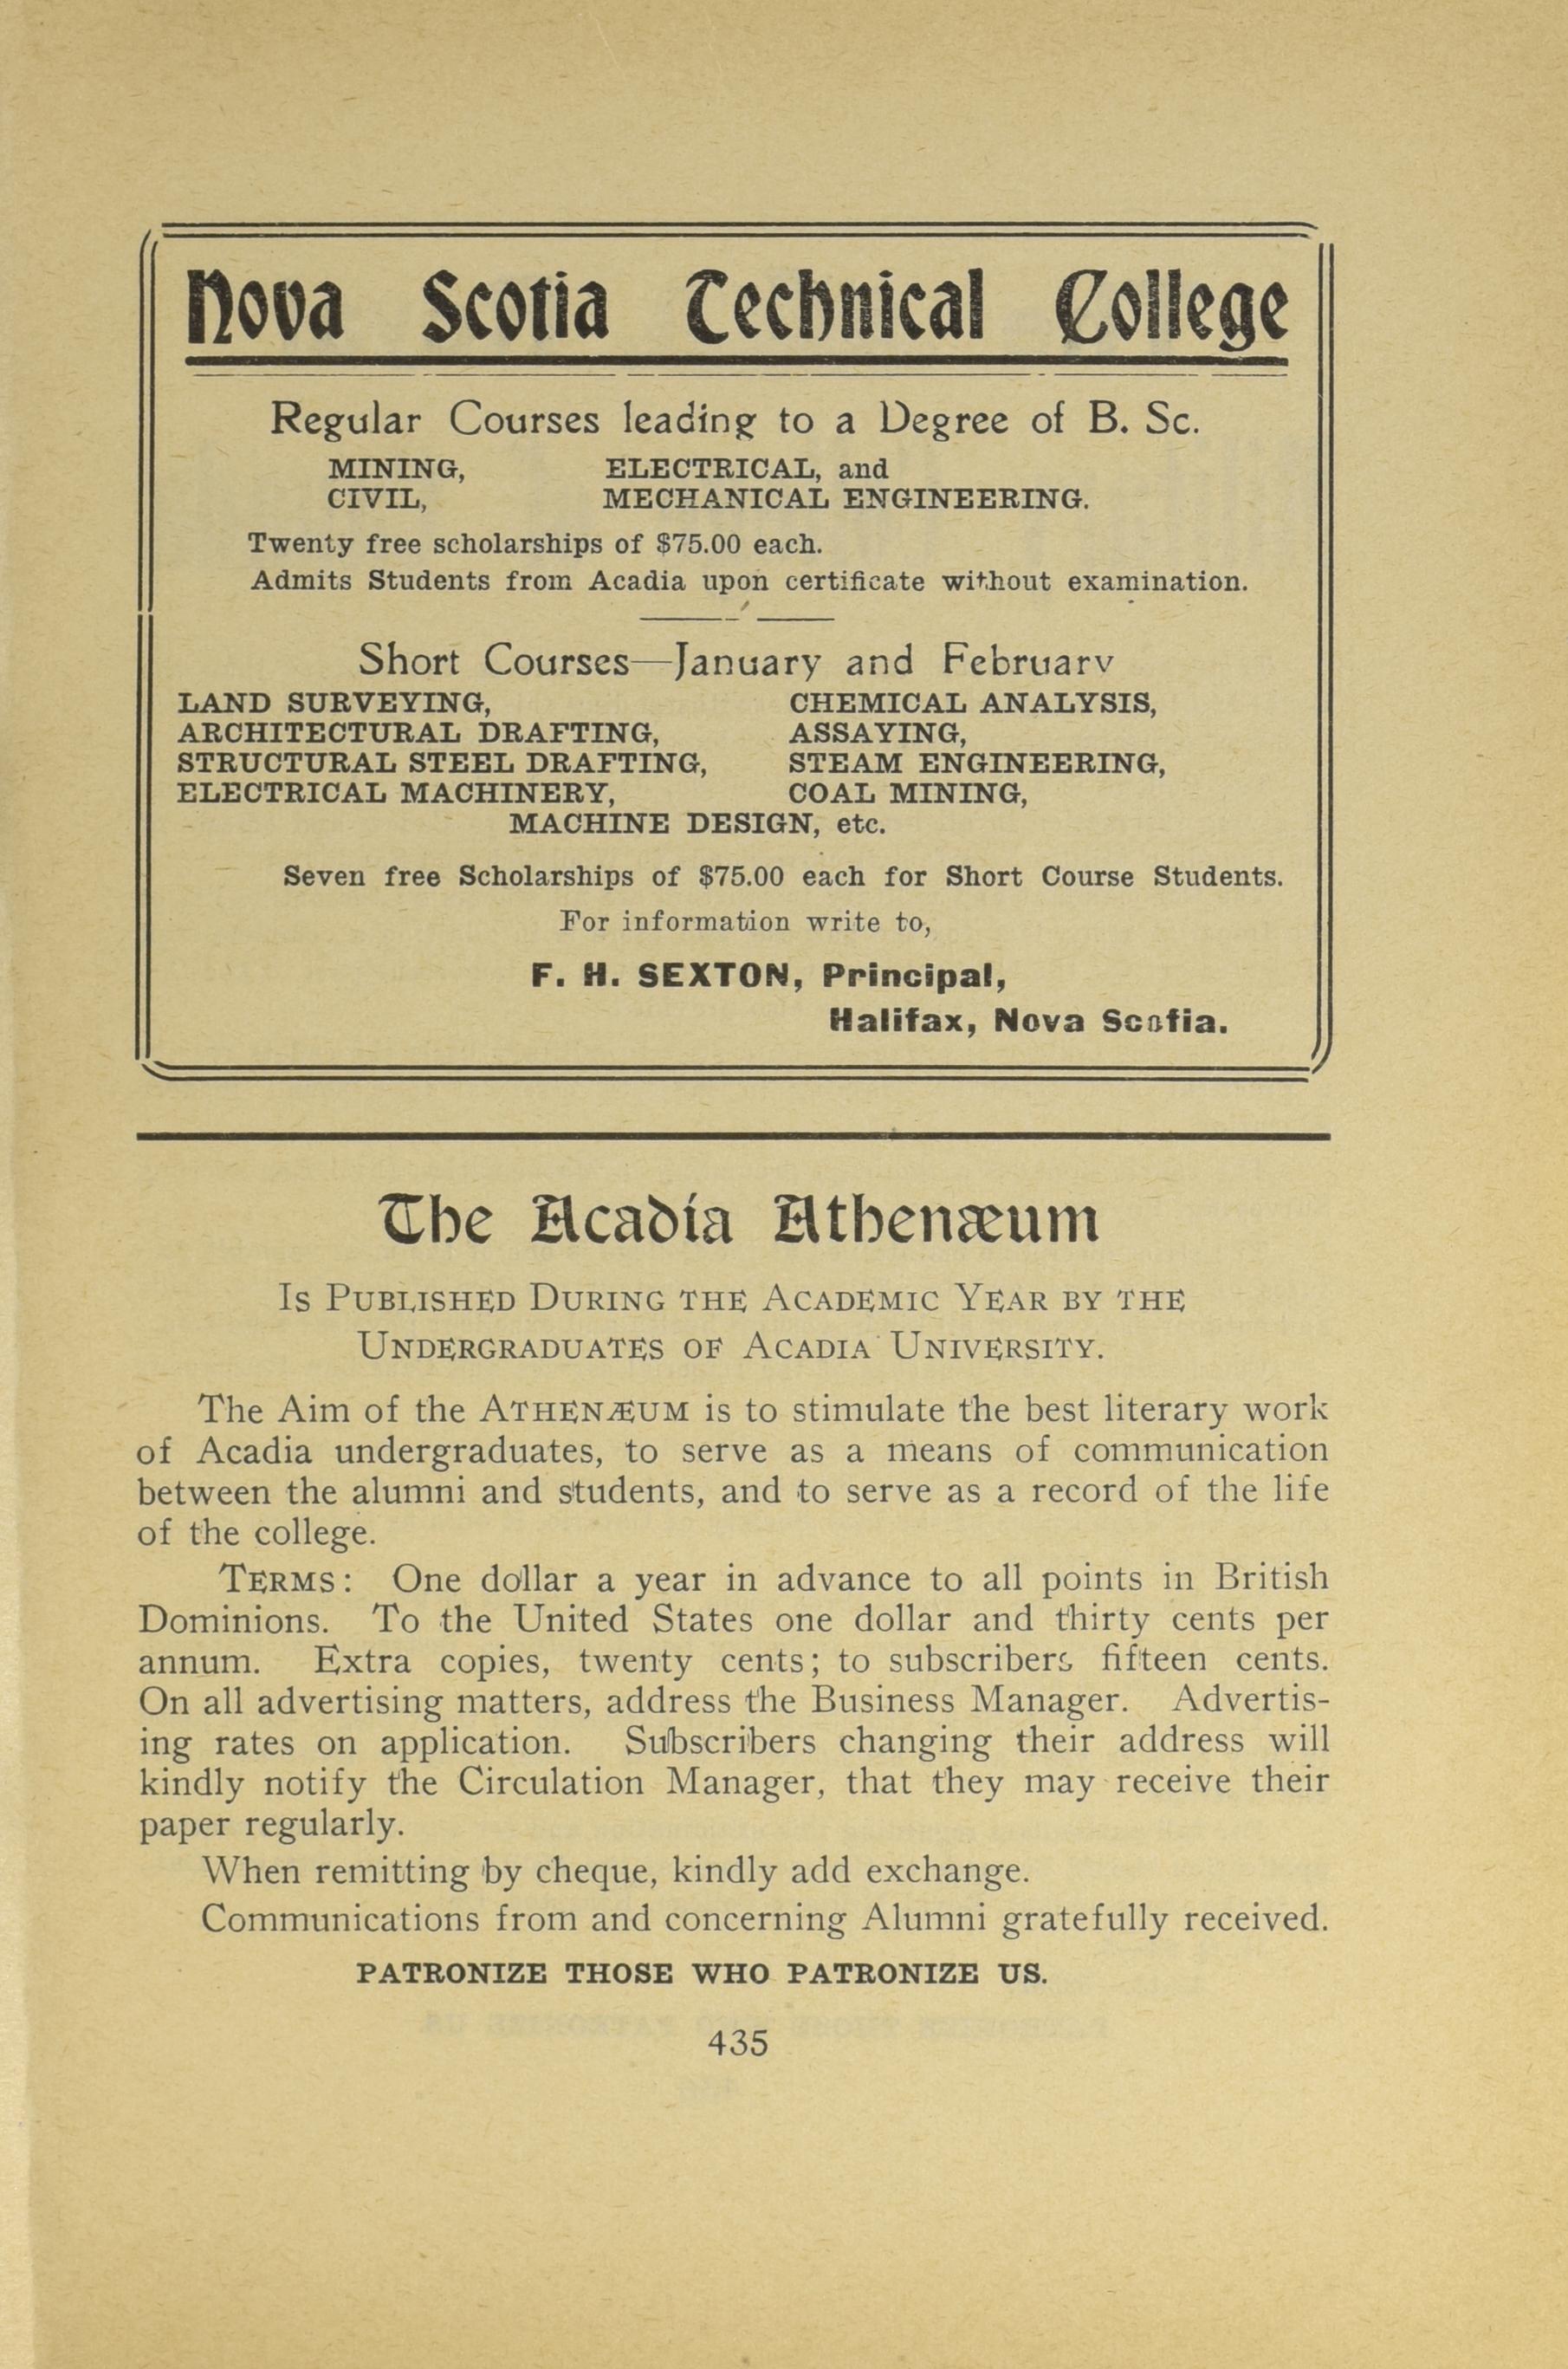 Nova Scotia Technical College
Regular Courses leading to a Degree of B. Sc.
MINING, ELECTRICAL, and
CIVIL, MECHANICAL ENGINEERING.
Twenty free scholarships of $75.00 each.
Admits Students from Acadia upon certificate without examination.
Short Courses—January and February
LAND SURVEYING, CHEMICAL ANALYSIS,
ARCHITECTURAL DRAFTING, ASSAYING,
STRUCTURAL STEEL DRAFTING, STEAM ENGINEERING,
ELECTRICAL MACHINERY, COAL MINING,
MACHINE DESIGN, etc.
Seven free Scholarships of $75.00 each for Short Course Students.
For information write to,
F. H. SEXTON, Principal,
Halifax, Nova Scotia.
The Acadia Athenæum
IS PUBLISHED DURING THE ACADEMIC YEAR BY THE
UNDERGRADUATES OF ACADIA UNIVERSITY.
The Aim of the ATHENÆUM is to stimulate the best literary work
of Acadia undergraduates, to serve as a means of communication
between the alumni and students, and to serve as a record of the life
of the college.
TERMS: One dollar a year in advance to all points in British
Dominions. To the United States one dollar and thirty cents per
annum. Extra copies, twenty cents; to subscribers fifteen cents.
On all advertising matters, address the Business Manager. Advertis-
ing rates on application. Subscribers changing their address will
kindly notify the Circulation Manager, that they may receive their
paper regularly.
When remitting by cheque, kindly add exchange.
Communications from and concerning Alumni gratefully received.
PATRONIZE THOSE WHO PATRONIZE US.
435